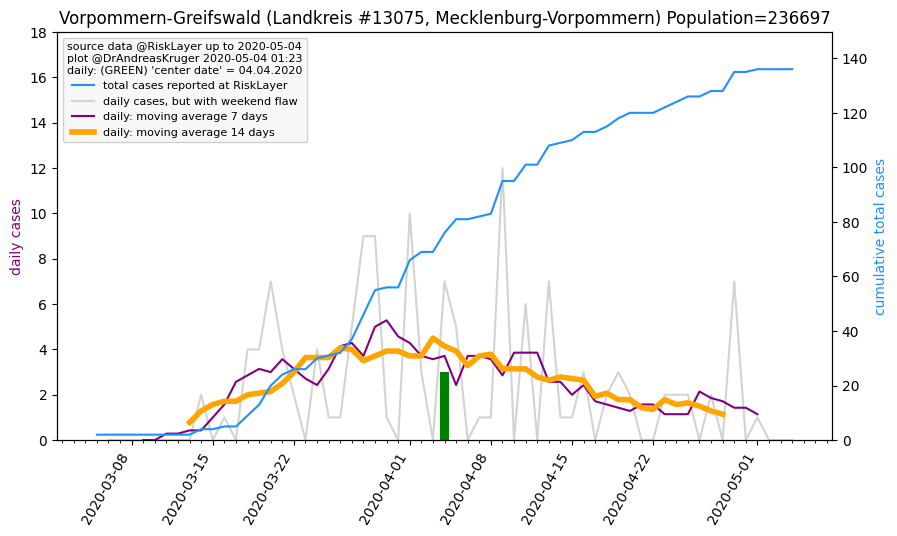 Vorpommern-Greifswald (Landkreis #13075, Mecklenburg-Vorpommern) Population=236697
source data @RiskLayer up to 2020-05-04
plot @DrAndreasKruger 2020-05-04 01:23
daily: (GREEN) 'center date' = 04.04.2020
total cases reported at RiskLayer
daily cases, but with weekend flaw
daily: moving average 7 days
daily: moving average 14 days
daily cases
18
16
14
12
10
8
6
4
2
0
cumulative total cases
140
120
100
80
60
40
20
0
2020-03-08
2020-03-15
2020-03-22
2020-04-01
2020-04-08
2020-04-15
2020-04-22
2020-05-01